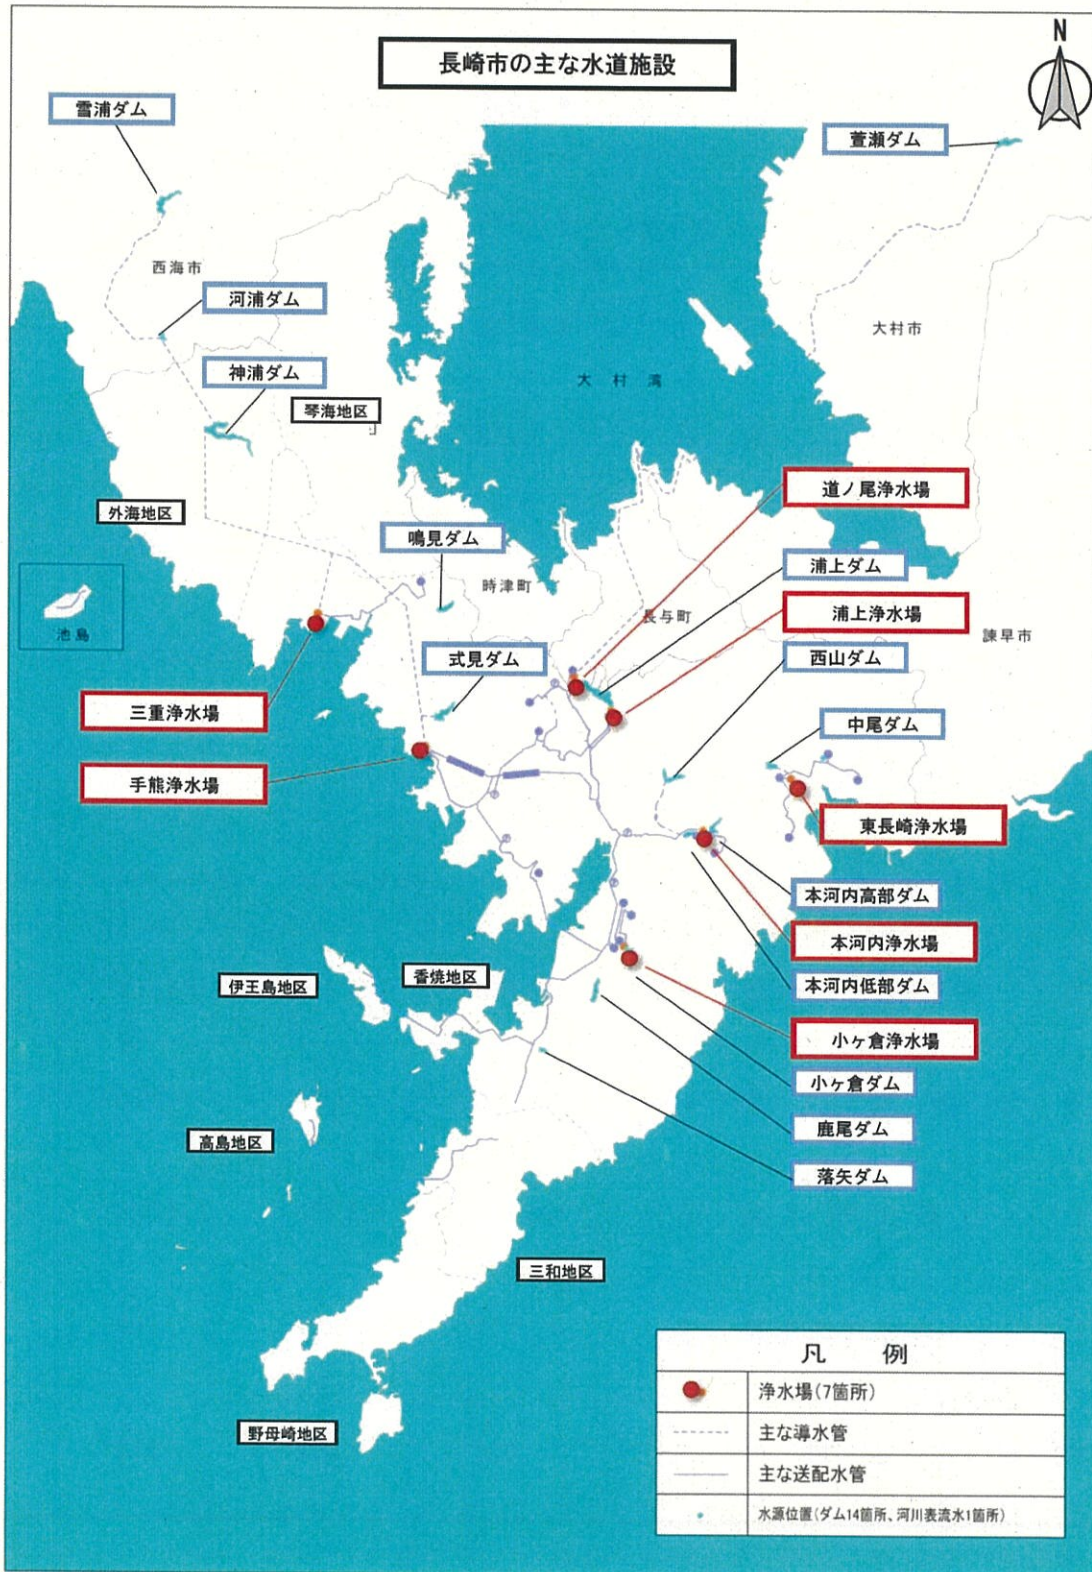 長崎市の主な水道施設
N
雪浦ダム
萱瀬ダム
西海市
河浦ダム
大村市
神浦ダム
大村湾
琴海地区
道ノ尾浄水場
外海地区
鳴見ダム
浦上ダム
時津町
長与町
浦上浄水場
池島
諫早市
式見ダム
西山ダム
三重浄水場
中尾ダム
手熊浄水場
東長崎浄水場
本河内高部ダム
本河内浄水場
香焼地区
伊王島地区
本河内低部ダム
小ヶ倉浄水場
小ヶ倉ダム
鹿尾ダム
高島地区
落矢ダム
三和地区
野母崎地区
凡例
浄水場(7箇所)
主な導水管
主な送配水管
水源位置(ダム14箇所、河川表流水1箇所)